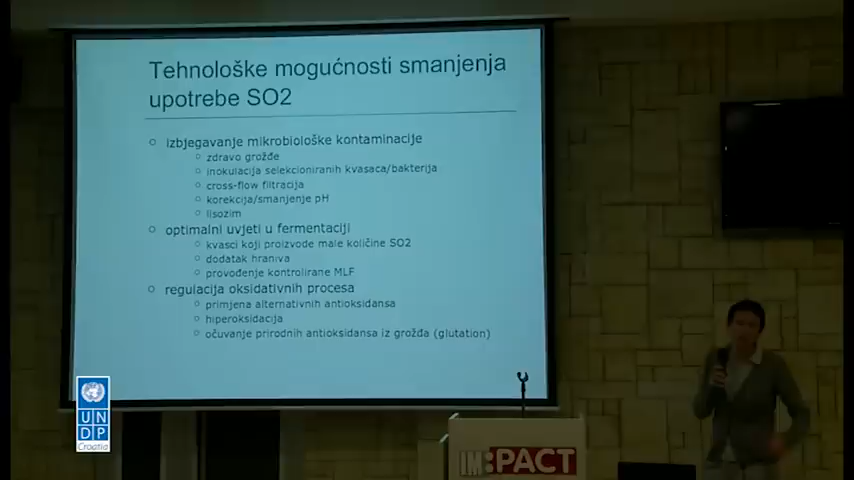 Tehnološke mogućnosti smanjenja
upotrebe SO2
izbjegavanje mikrobiološke kontaminacije
zdravo grožđe
inokulacija selekcioniranih kvasaca/bakterija
cross-flow filtracija
korekcija/smanjenje pH
lisozim
optimalni uvjeti u fermentaciji
kvasci koji proizvode male količine SO2
dodatak hraniva
provođenje kontrolirane MLF
regulacija oksidativnih procesa
primjena alternativnih antioksidansa
hiperoksidacija
očuvanje prirodnih antioksidansa iz grožđa (glutation)
UN
DP
Croatia
IM:PACT